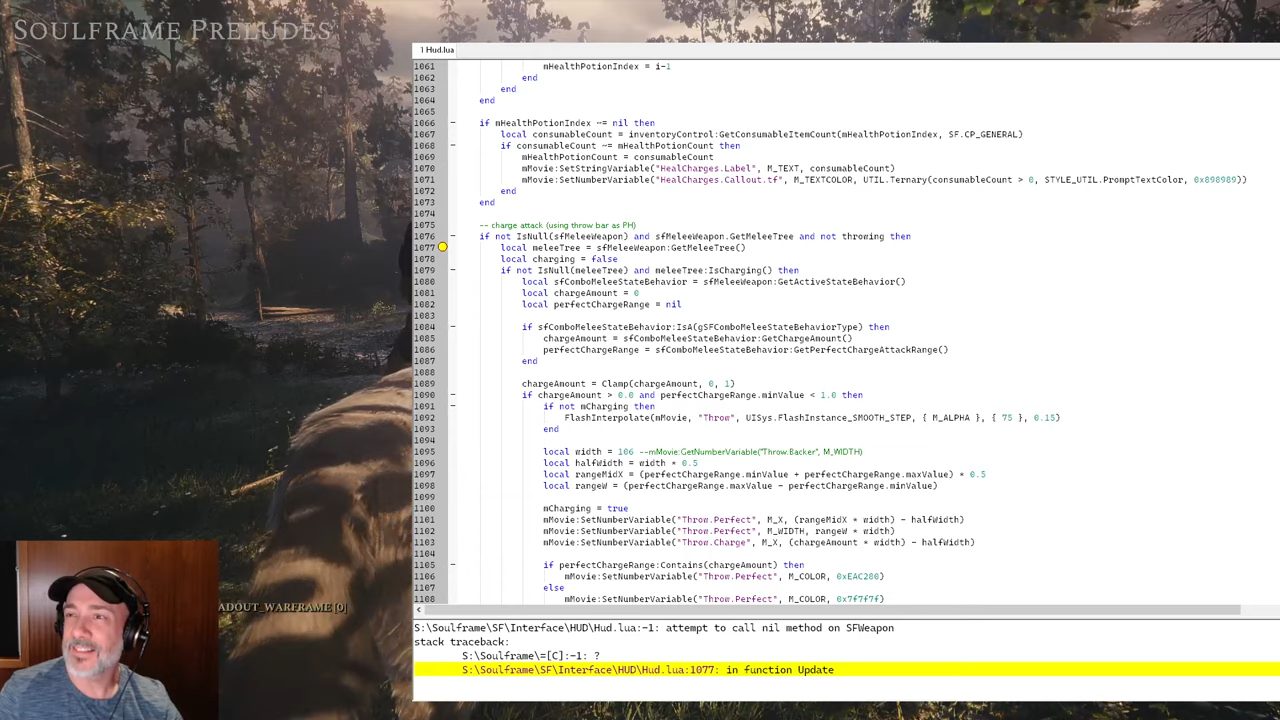 SOULFRAME PRELUDES
1 Hud.lua
1061 mHealthPotionIndex = i-1
1062 end
1063 end
1064 end
1065
1066 if mHealthPotionIndex ~= nil then
1067 local consumableCount = inventoryControl:GetConsumableItemCount(mHealthPotionIndex, SF.CP_GENERAL)
1068 if consumableCount ~= mHealthPotionCount then
1069 mHealthPotionCount = consumableCount
1070 mMovie:SetStringVariable("HealCharges.Label", M_TEXT, consumableCount)
1071 mMovie:SetNumberVariable("HealCharges.Callout.tf", M_TEXTCOLOR, UTIL.Ternary(consumableCount > 0, STYLE_UTIL.PromptTextColor, 0x898989))
1072 end
1073 end
1074
1075 -- charge attack (using throw bar as PH)
1076 if not IsNull(sfMeleeWeapon) and sfMeleeWeapon.GetMeleeTree and not throwing then
1077 local meleeTree = sfMeleeWeapon:GetMeleeTree()
1078 local charging = false
1079 if not IsNull(meleeTree) and meleeTree:IsCharging() then
1080 local sfComboMeleeStateBehavior = sfMeleeWeapon:GetActiveStateBehavior()
1081 local chargeAmount = 0
1082 local perfectChargeRange = nil
1083
1084 if sfComboMeleeStateBehavior:IsA(gSFComboMeleeStateBehaviorType) then
1085 chargeAmount = sfComboMeleeStateBehavior:GetChargeAmount()
1086 perfectChargeRange = sfComboMeleeStateBehavior:GetPerfectChargeAttackRange()
1087 end
1088
1089 chargeAmount = Clamp(chargeAmount, 0, 1)
1090 if chargeAmount > 0.0 and perfectChargeRange.minValue < 1.0 then
1091 if not mCharging then
1092 FlashInterpolate(mMovie, "Throw", UISys.FlashInstance_SMOOTH_STEP, { M_ALPHA }, { 75 }, 0.15)
1093 end
1094
1095 local width = 106 --mMovie:GetNumberVariable("Throw.Backer", M_WIDTH)
1096 local halfWidth = width * 0.5
1097 local rangeMidX = (perfectChargeRange.minValue + perfectChargeRange.maxValue) * 0.5
1098 local rangeW = (perfectChargeRange.maxValue - perfectChargeRange.minValue)
1099
1100 mCharging = true
1101 mMovie:SetNumberVariable("Throw.Perfect", M_X, (rangeMidX * width) - halfWidth)
1102 mMovie:SetNumberVariable("Throw.Perfect", M_WIDTH, rangeW * width)
1103 mMovie:SetNumberVariable("Throw.Charge", M_X, (chargeAmount * width) - halfWidth)
1104
1105 if perfectChargeRange:Contains(chargeAmount) then
1106 mMovie:SetNumberVariable("Throw.Perfect", M_COLOR, 0xEAC280)
1107 else
1108 mMovie:SetNumberVariable("Throw.Perfect", M_COLOR, 0x7f7f7f)
ADOUT_WARFRAME [0]
S:\Soulframe\SF\Interface\HUD\Hud.lua:-1: attempt to call nil method on SFWeapon
stack traceback:
S:\Soulframe\=[C]:-1: ?
S:\Soulframe\SF\Interface\HUD\Hud.lua:1077: in function Update